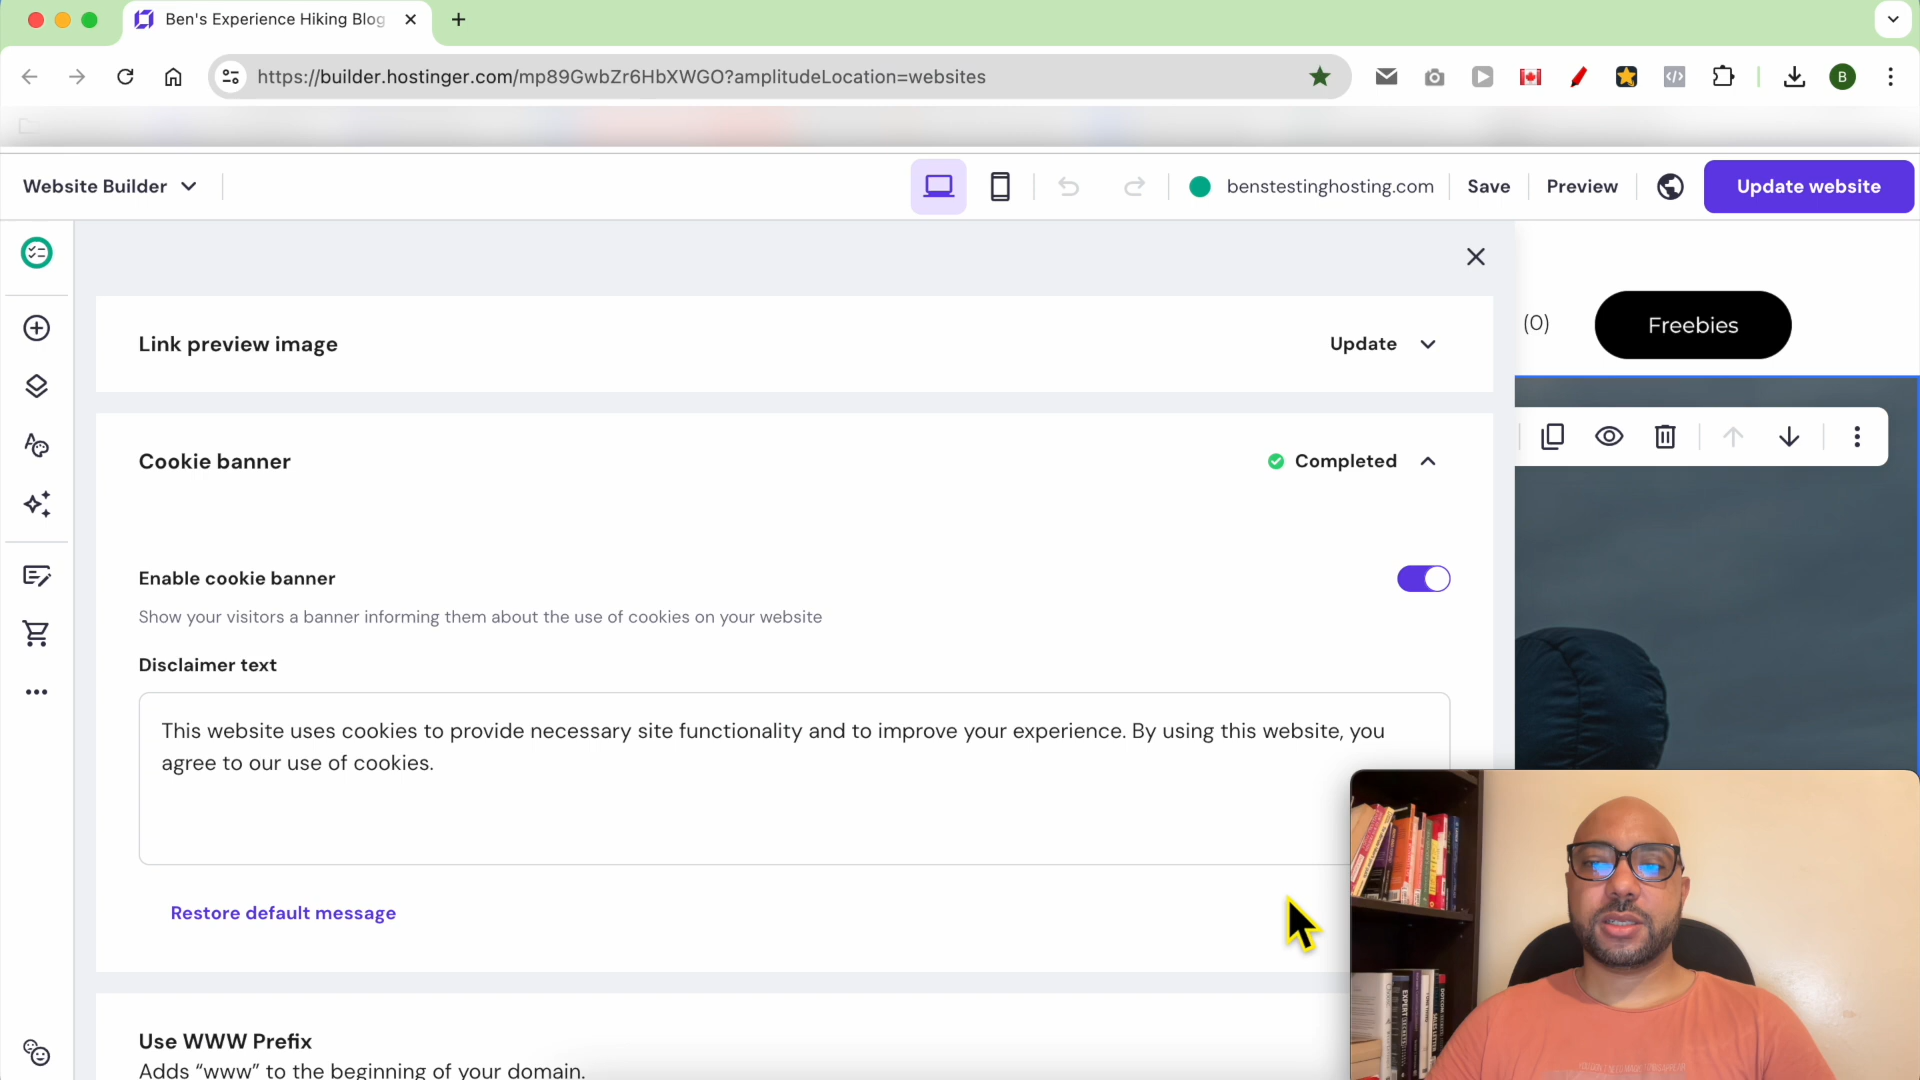 Ben's Experience Hiking Blog
https://builder.hostinger.com/mp89GwbZr6HbXWGO?amplitudeLocation=websites
B
Website Builder
benstestinghosting.com
Save
Preview
Update website
(0)
Freebies
Link preview image
Update
Cookie banner
Completed
Enable cookie banner
Show your visitors a banner informing them about the use of cookies on your website
Disclaimer text
This website uses cookies to provide necessary site functionality and to improve your experience. By using this website, you
agree to our use of cookies.
Restore default message
Use WWW Prefix
Adds “www” to the beginning of your domain.